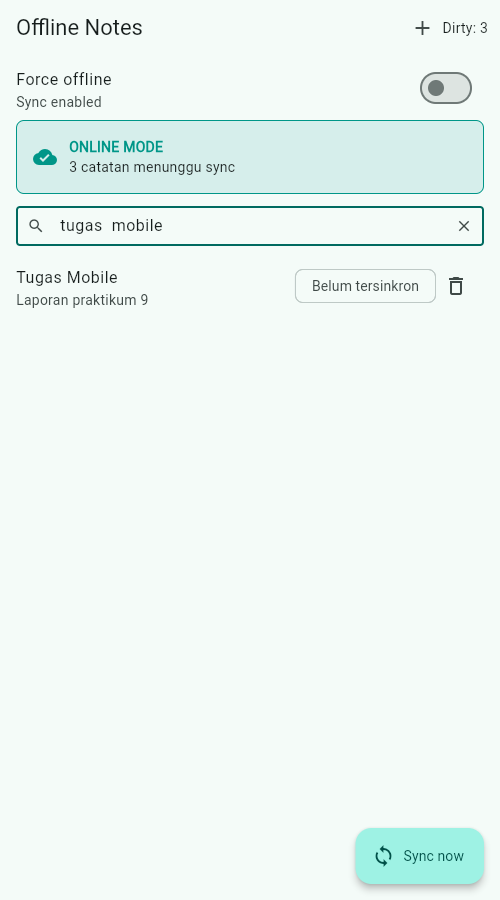 Offline Notes
Dirty: 3
Force offline
Sync enabled
ONLINE MODE
3 catatan menunggu sync
tugas  mobile
Tugas Mobile
Laporan praktikum 9
Belum tersinkron
Sync now